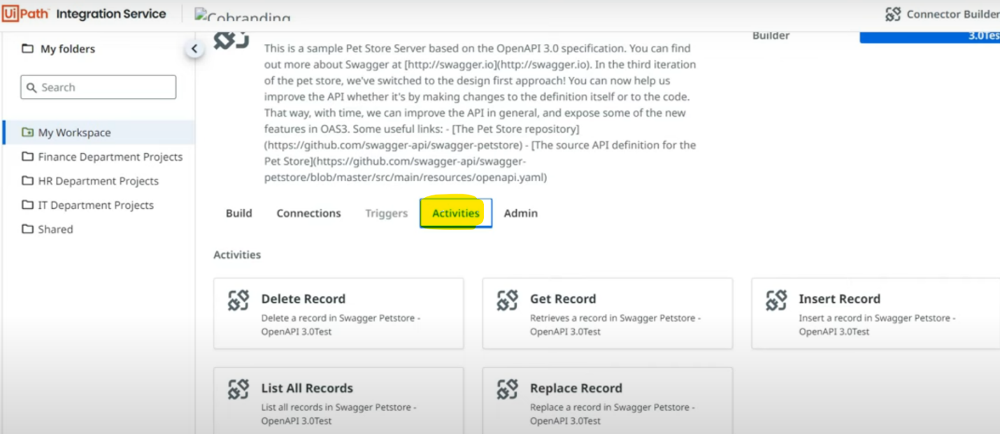 UiPath Integration Service
Cobranding
Connector Builder
My folders
Search
My Workspace
Finance Department Projects
HR Department Projects
IT Department Projects
Shared
Builder
3.0Tes
This is a sample Pet Store Server based on the OpenAPI 3.0 specification. You can find
out more about Swagger at [http://swagger.io](http://swagger.io). In the third iteration
of the pet store, we've switched to the design first approach! You can now help us
improve the API whether it's by making changes to the definition itself or to the code.
That way, with time, we can improve the API in general, and expose some of the new
features in OAS3. Some useful links: - [The Pet Store repository]
(https://github.com/swagger-api/swagger-petstore) - [The source API definition for the
Pet Store](https://github.com/swagger-api/swagger-
petstore/blob/master/src/main/resources/openapi.yaml)
Build Connections Triggers Activities Admin
Activities
Delete Record
Delete a record in Swagger Petstore -
OpenAPI 3.0Test
Get Record
Retrieves a record in Swagger Petstore -
OpenAPI 3.0Test
Insert Record
Insert a record in Swagger Petstore -
OpenAPI 3.0Test
List All Records
List all records in Swagger Petstore -
OpenAPI 3.0Test
Replace Record
Replace a record in Swagger Petstore -
OpenAPI 3.0Test